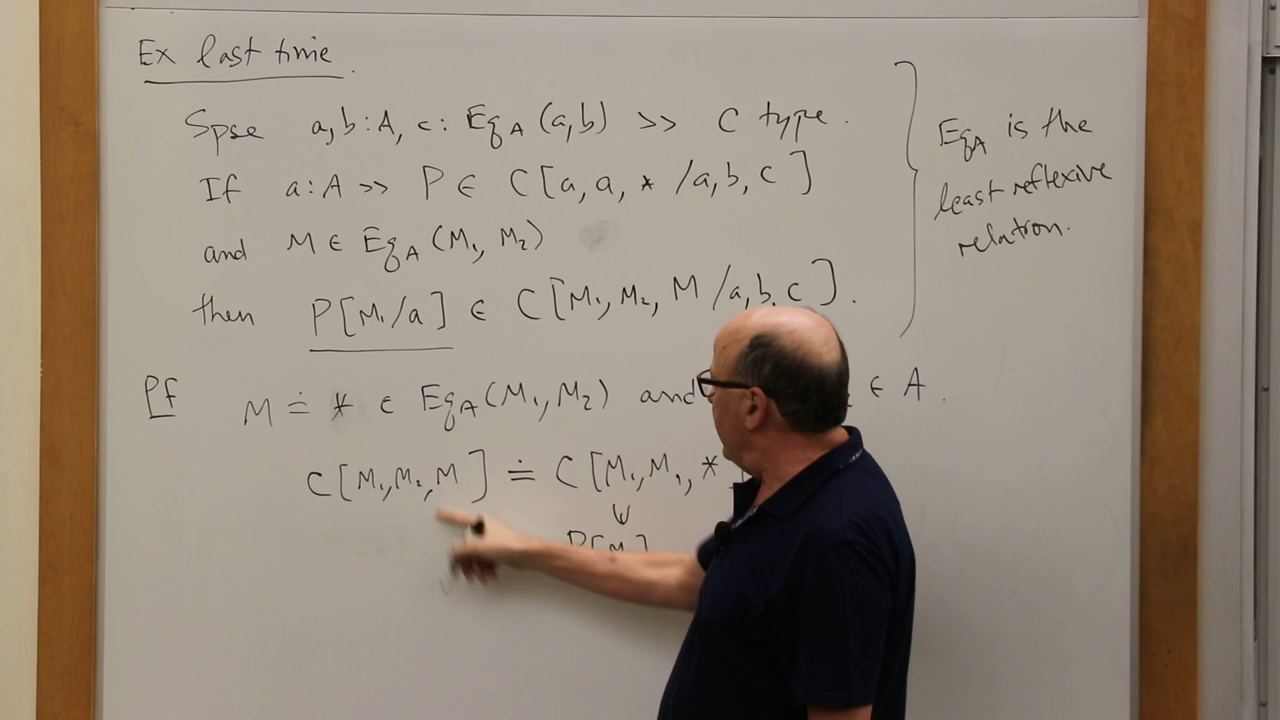 Ex last time.
Spse a, b : A, c : Eq_A (a, b) >> C type.
If a : A >> P ∈ C [a, a, * / a, b, c]
and M ∈ Eq_A (M₁, M₂)
then P[M₁/a] ∈ C [M₁, M₂, M / a, b, c].
Eq_A is the
least reflexive
relation.
Pf M ≐ * ∈ Eq_A (M₁, M₂) and ∈ A.
C [M₁, M₂, M] ≐ C [M₁, M₁, *
P[M₁]